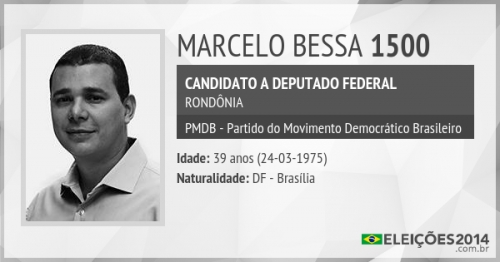 MARCELO BESSA 1500
CANDIDATO A DEPUTADO FEDERAL
RONDÔNIA
PMDB - Partido do Movimento Democrático Brasileiro
Idade: 39 anos (24-03-1975)
Naturalidade: DF - Brasília
ELEIÇÕES2014
.com.br